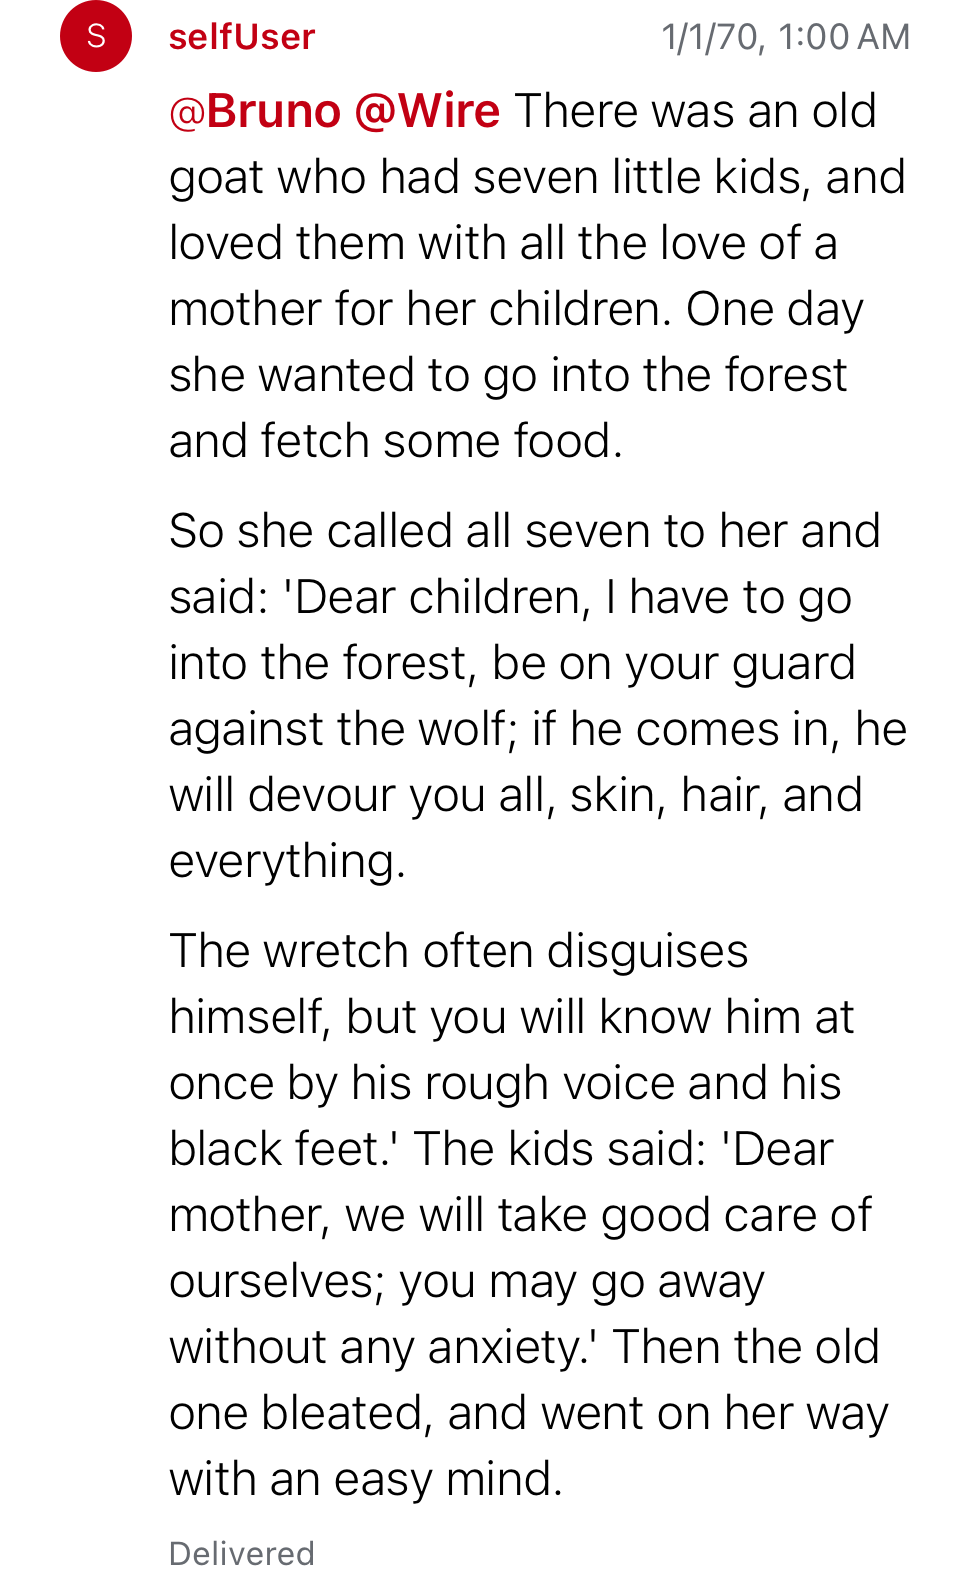 S
selfUser
1/1/70, 1:00 AM
@Bruno @Wire There was an old
goat who had seven little kids, and
loved them with all the love of a
mother for her children. One day
she wanted to go into the forest
and fetch some food.
So she called all seven to her and
said: 'Dear children, I have to go
into the forest, be on your guard
against the wolf; if he comes in, he
will devour you all, skin, hair, and
everything.
The wretch often disguises
himself, but you will know him at
once by his rough voice and his
black feet.' The kids said: 'Dear
mother, we will take good care of
ourselves; you may go away
without any anxiety.' Then the old
one bleated, and went on her way
with an easy mind.
Delivered